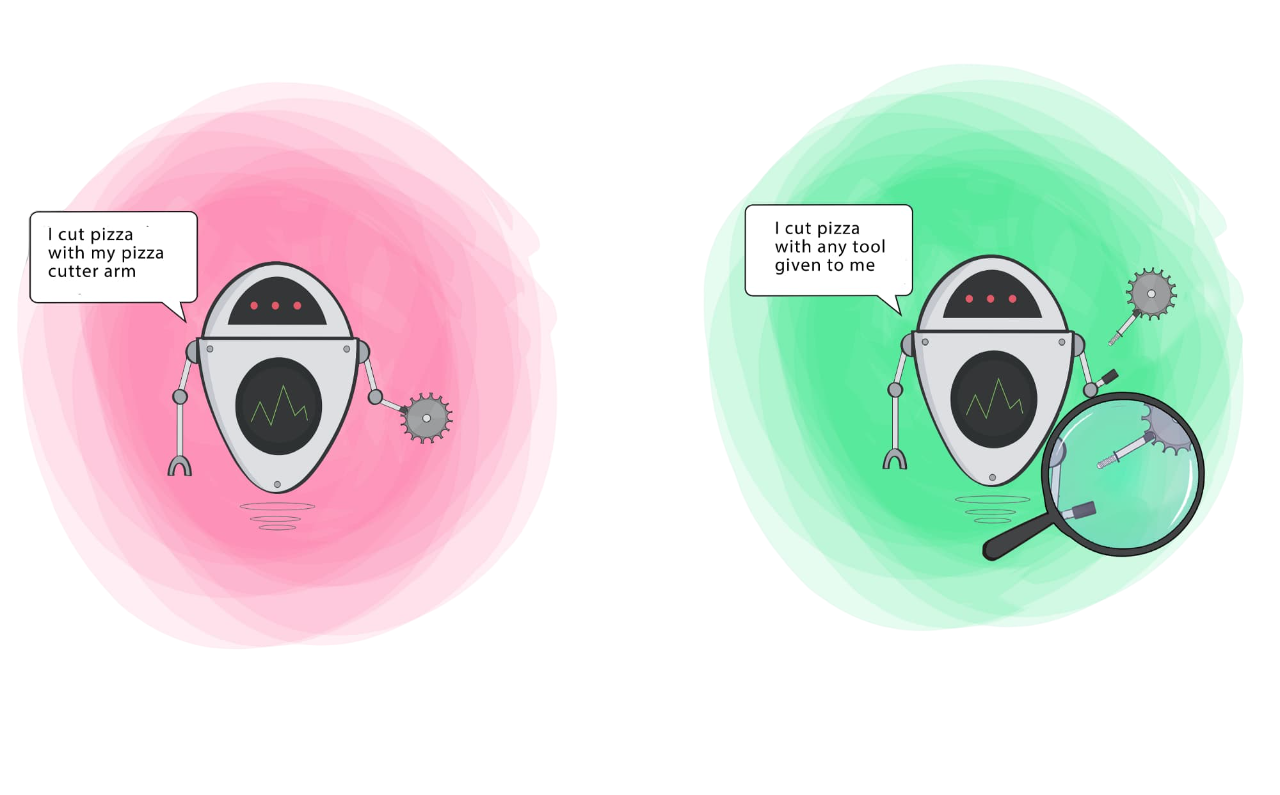 I cut pizza
with my pizza
cutter arm
I cut pizza
with any tool
given to me